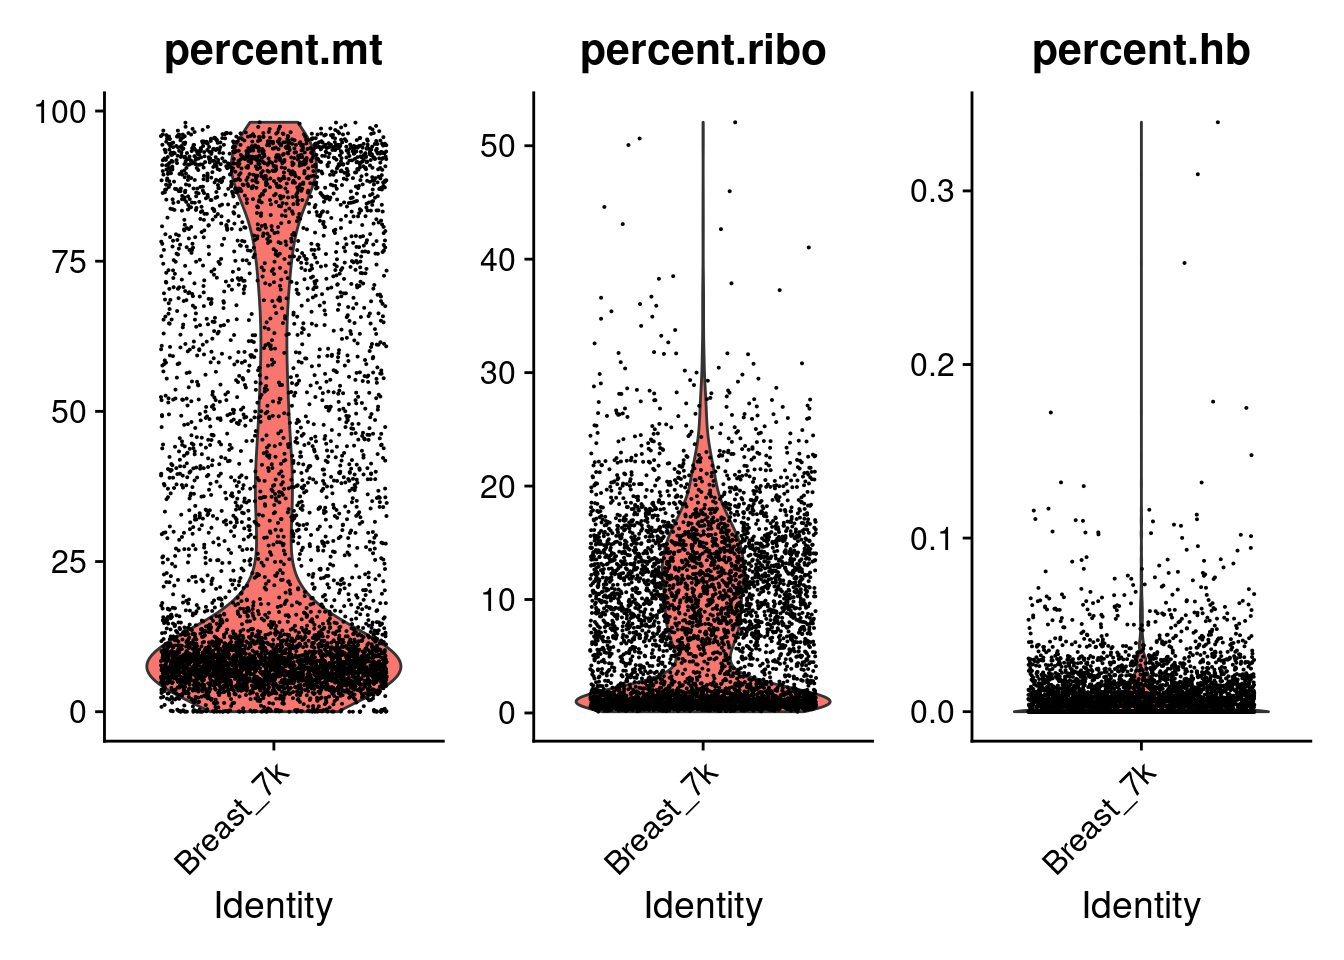 percent.mt
100
75
50
25
0
Breast_7k
Identity
percent.ribo
50
40
30
20
10
0
Breast_7k
Identity
percent.hb
0.3
0.2
0.1
0.0
Breast_7k
Identity